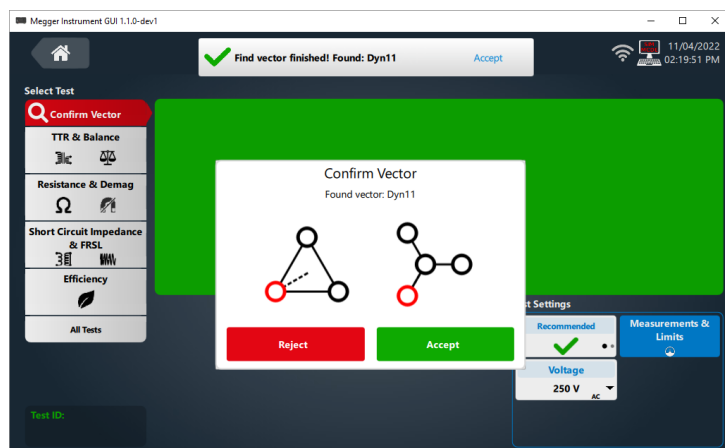 Megger Instrument GUI 1.1.0-dev1
Find vector finished! Found: Dyn11
Accept
11/04/2022
02:19:51 PM
Select Test
Confirm Vector
TTR & Balance
Resistance & Demag
Short Circuit Impedance
& FRSL
Efficiency
All Tests
Test ID:
Confirm Vector
Found vector: Dyn11
Reject
Accept
st Settings
Recommended
Measurements &
Limits
Voltage
250 V
AC